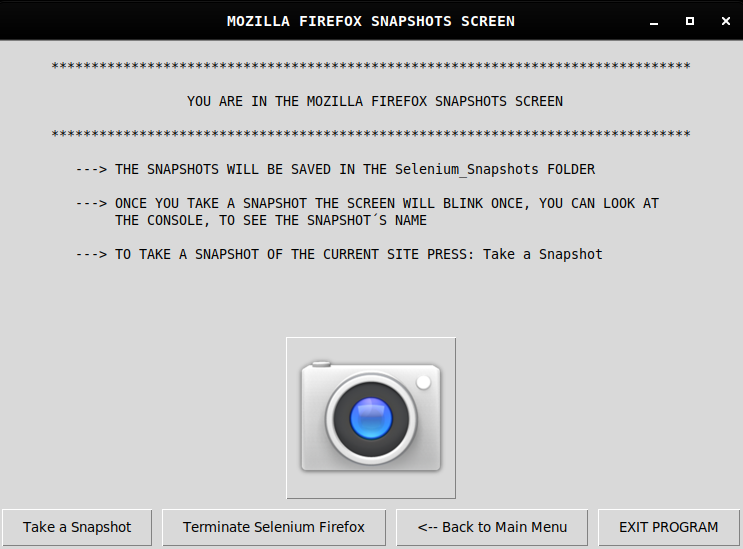 MOZILLA FIREFOX SNAPSHOTS SCREEN
********************************************************************************
YOU ARE IN THE MOZILLA FIREFOX SNAPSHOTS SCREEN
********************************************************************************
---> THE SNAPSHOTS WILL BE SAVED IN THE Selenium_Snapshots FOLDER
---> ONCE YOU TAKE A SNAPSHOT THE SCREEN WILL BLINK ONCE, YOU CAN LOOK AT
THE CONSOLE, TO SEE THE SNAPSHOT´S NAME
---> TO TAKE A SNAPSHOT OF THE CURRENT SITE PRESS: Take a Snapshot
Take a Snapshot
Terminate Selenium Firefox
<-- Back to Main Menu
EXIT PROGRAM